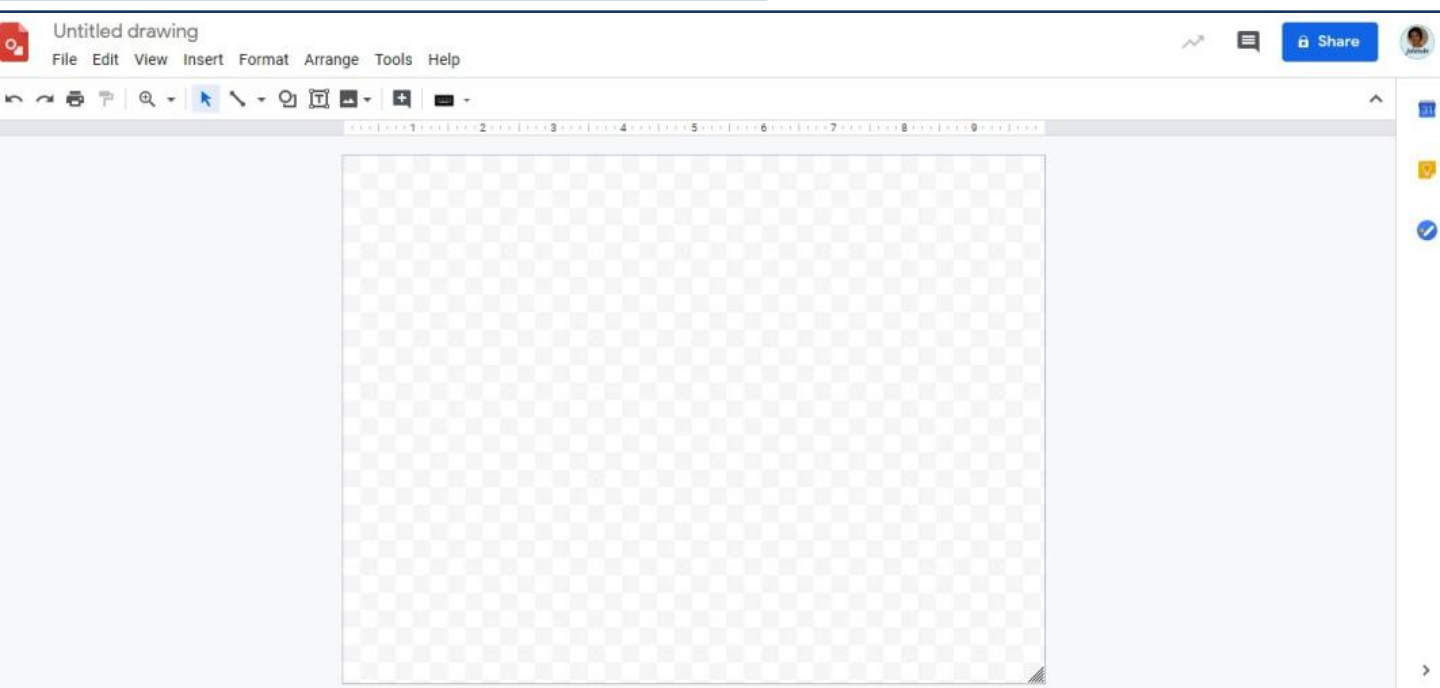 Untitled drawing
File Edit View Insert Format Arrange Tools Help
Share
1 2 3 4 5 6 7 8 9
31